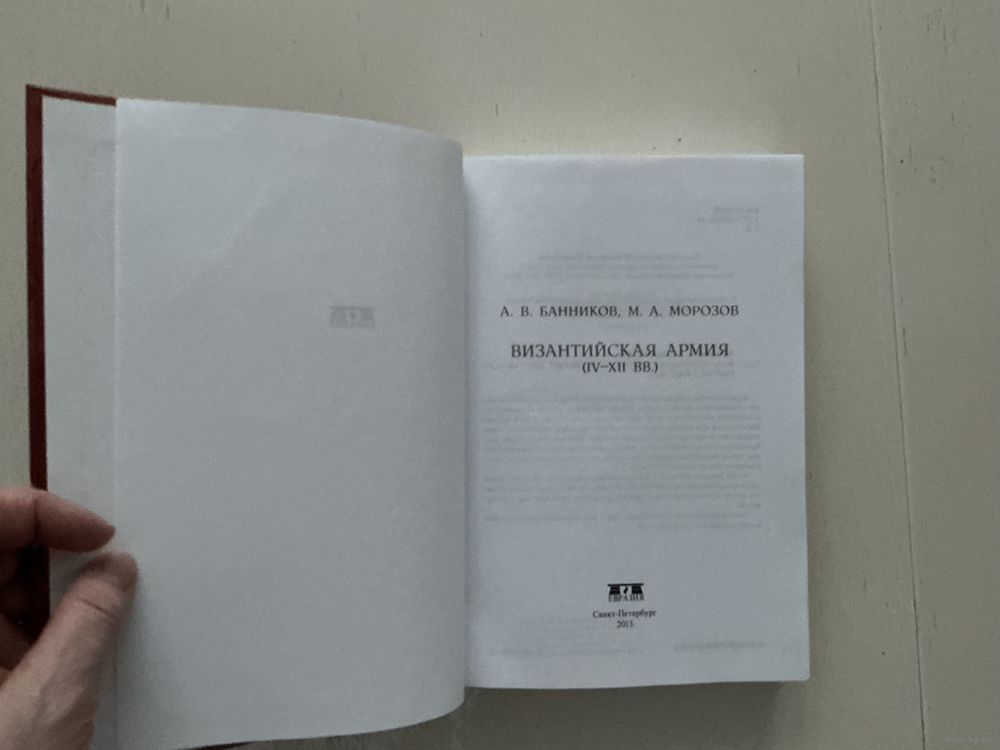 А. В. БАННИКОВ, М. А. МОРОЗОВ
ВИЗАНТИЙСКАЯ АРМИЯ
(IV–XII ВВ.)
ЕВРАЗИЯ
Санкт-Петербург
2013